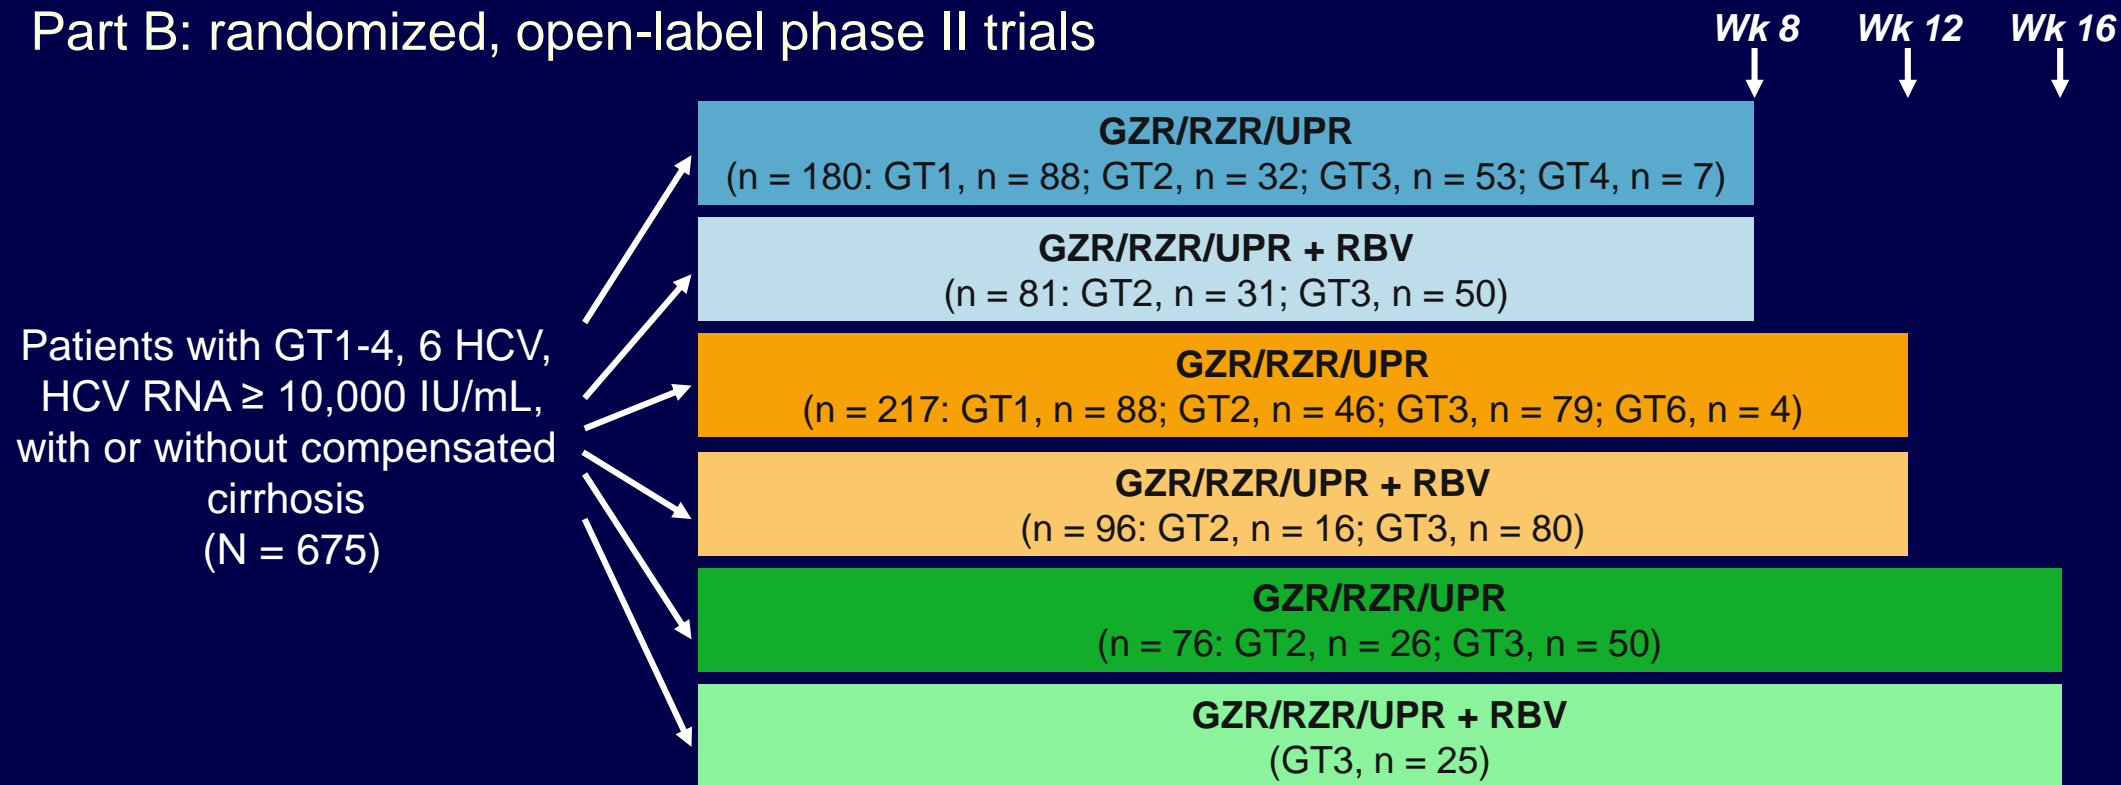 Part B: randomized, open-label phase II trials
Wk 8 Wk 12 Wk 16
GZR/RZR/UPR
(n = 180: GT1, n = 88; GT2, n = 32; GT3, n = 53; GT4, n = 7)
GZR/RZR/UPR + RBV
(n = 81: GT2, n = 31; GT3, n = 50)
Patients with GT1-4, 6 HCV,
HCV RNA ≥ 10,000 IU/mL,
with or without compensated
cirrhosis
(N = 675)
GZR/RZR/UPR
(n = 217: GT1, n = 88; GT2, n = 46; GT3, n = 79; GT6, n = 4)
GZR/RZR/UPR + RBV
(n = 96: GT2, n = 16; GT3, n = 80)
GZR/RZR/UPR
(n = 76: GT2, n = 26; GT3, n = 50)
GZR/RZR/UPR + RBV
(GT3, n = 25)